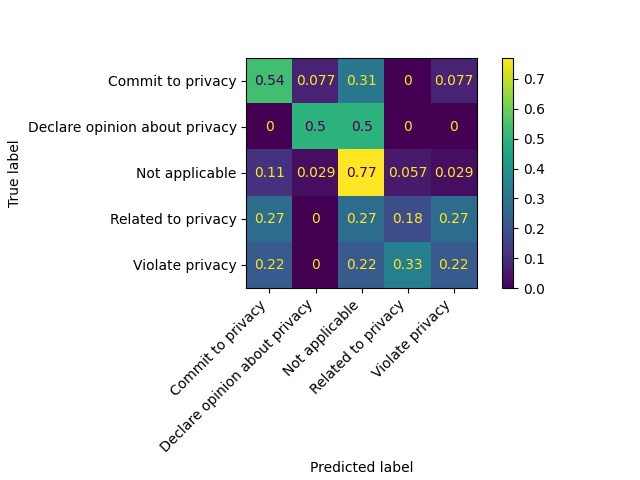 Commit to privacy 0.54 0.077 0.31 0 0.077
Declare opinion about privacy 0 0.5 0.5 0 0
Not applicable 0.11 0.029 0.77 0.057 0.029
Related to privacy 0.27 0 0.27 0.18 0.27
Violate privacy 0.22 0 0.22 0.33 0.22
True label
0.7
0.6
0.5
0.4
0.3
0.2
0.1
0.0
Commit to privacy
Declare opinion about privacy
Not applicable
Related to privacy
Violate privacy
Predicted label